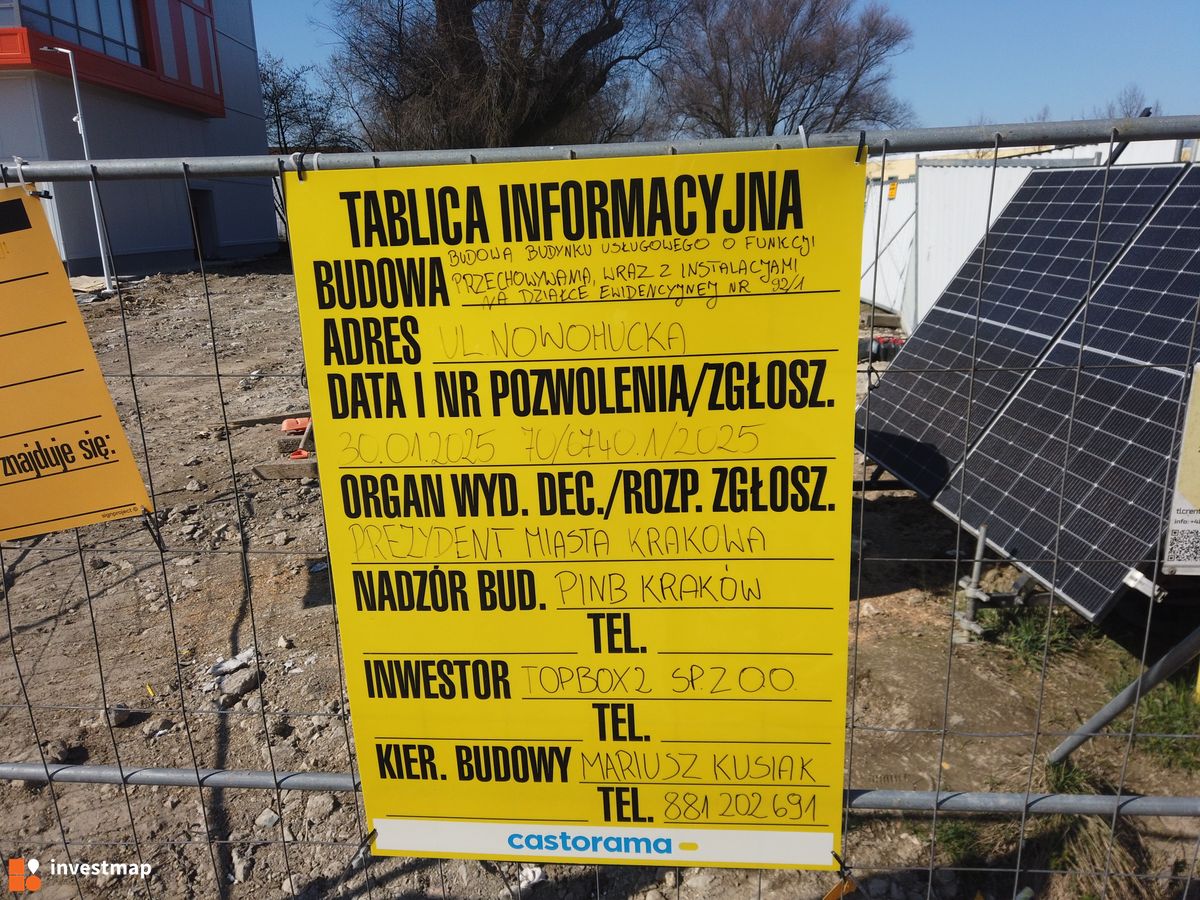 TABLICA INFORMACYJNA
BUDOWA BUDOWA BUDYNKU USŁUGOWEGO O FUNKCJI
PRZECHOWYWANIA, WRAZ Z INSTALACJAMI
NA DZIAŁCE EWIDENCYJNEJ NR 92/1
ADRES UL. NOWOHUCKA
DATA I NR POZWOLENIA/ZGŁOSZ.
30.01.2025 70/6740.1/2025
ORGAN WYD. DEC./ROZP. ZGŁOSZ.
PREZYDENT MIASTA KRAKOWA
NADZÓR BUD. PINB KRAKÓW
TEL.
INWESTOR TOPBOX2 SP. Z O.O.
TEL.
KIER. BUDOWY MARIUSZ KUSIAK
TEL. 881 202 691
castorama
znajduje się:
signproject
investmap